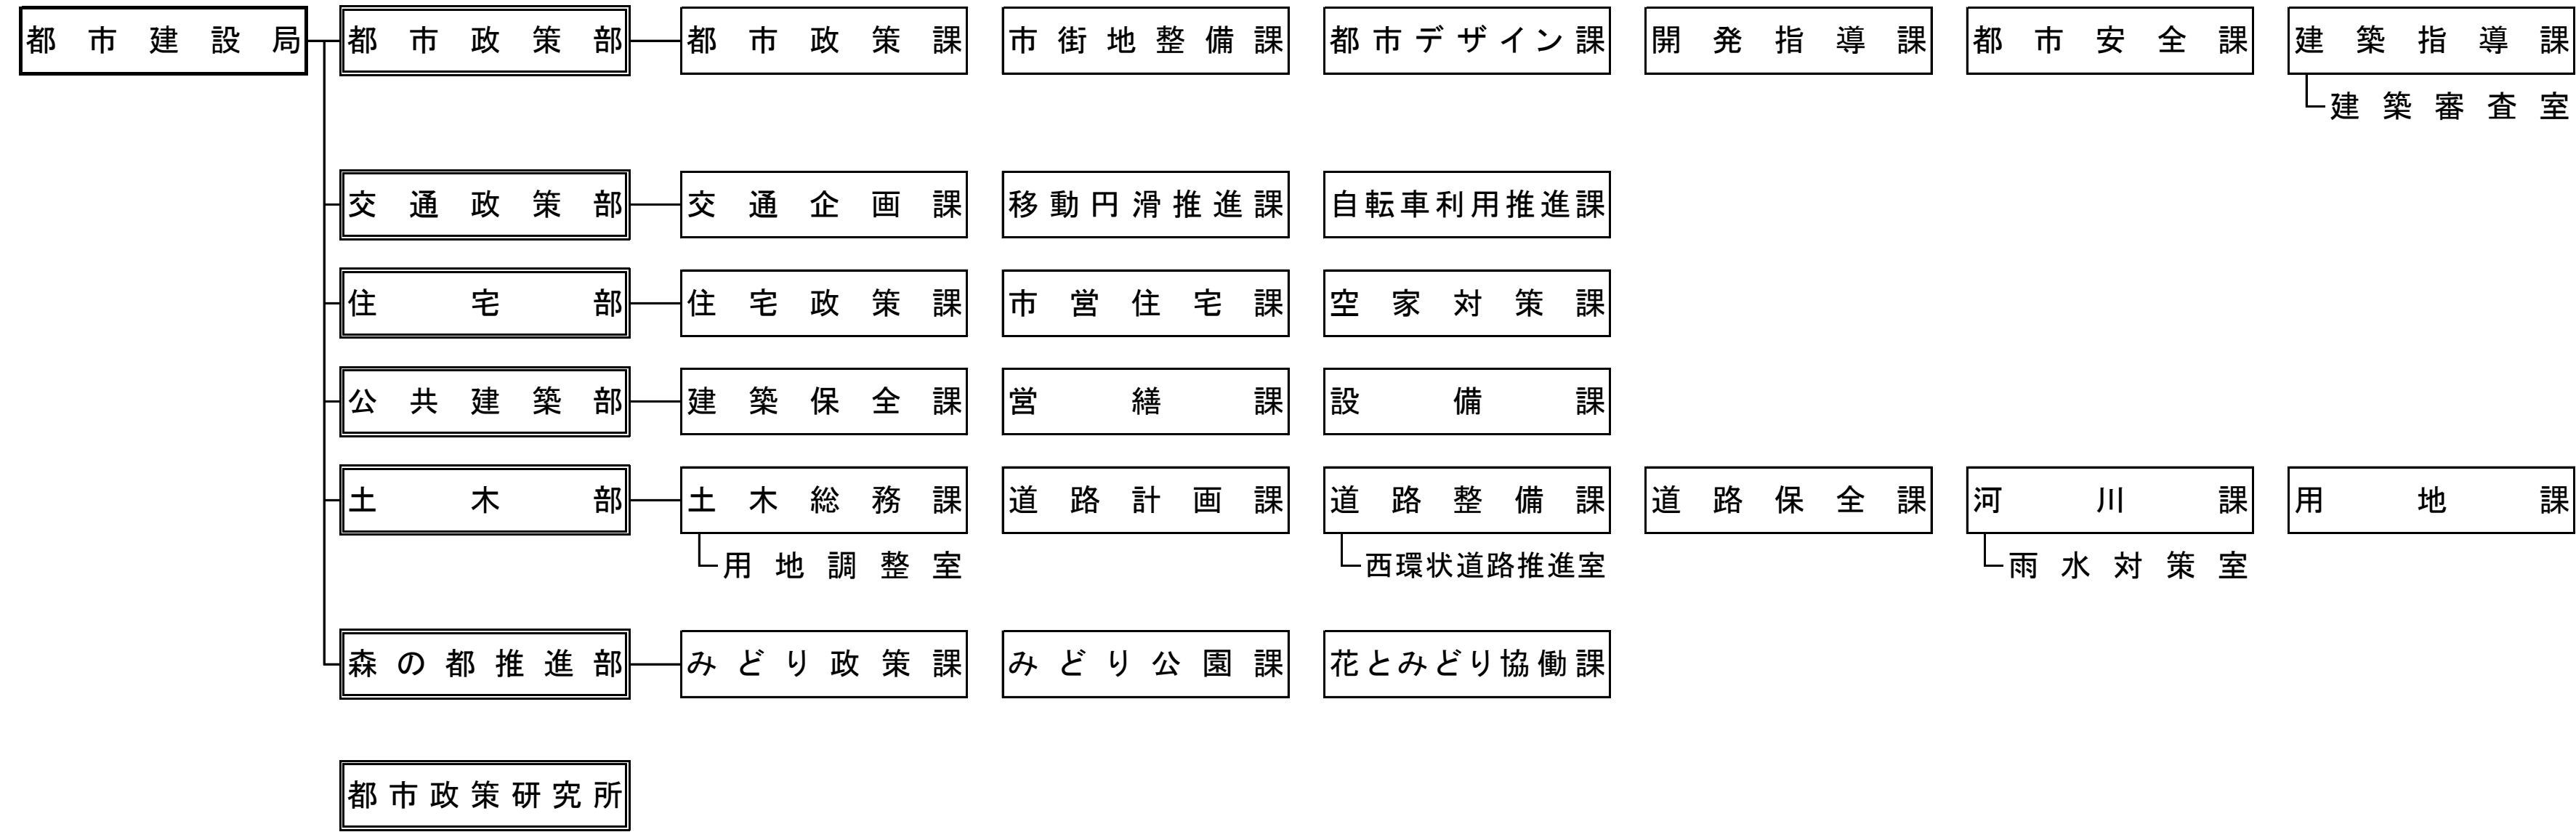 都市建設局 都市政策部 都市政策課 市街地整備課 都市デザイン課 開発指導課 都市安全課 建築指導課
建築審査室
交通政策部 交通企画課 移動円滑推進課 自転車利用推進課
住宅部 住宅政策課 市営住宅課 空家対策課
公共建築部 建築保全課 営繕課 設備課
土木部 土木総務課 道路計画課 道路整備課 道路保全課 河川課 用地課
用地調整室 西環状道路推進室 雨水対策室
森の都推進部 みどり政策課 みどり公園課 花とみどり協働課
都市政策研究所